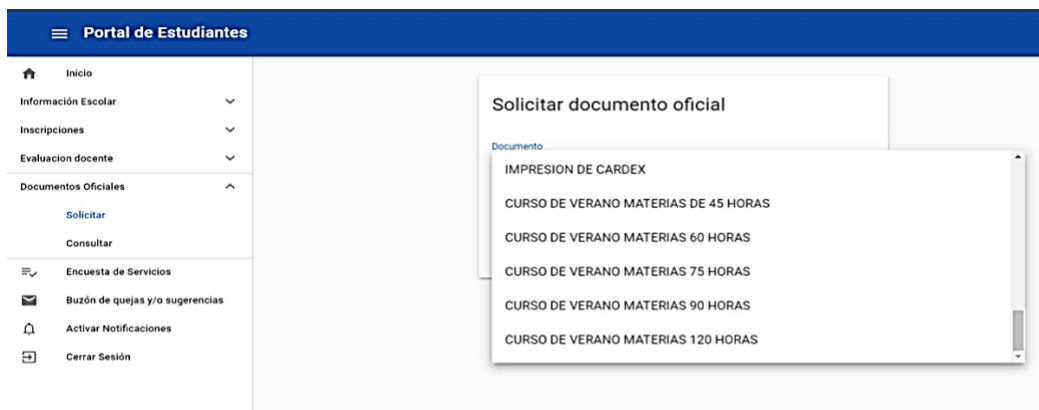 Portal de Estudiantes
Inicio
Información Escolar
Inscripciones
Evaluacion docente
Documentos Oficiales
Solicitar
Consultar
Encuesta de Servicios
Buzón de quejas y/o sugerencias
Activar Notificaciones
Cerrar Sesión
Solicitar documento oficial
Documento
IMPRESION DE CARDEX
CURSO DE VERANO MATERIAS DE 45 HORAS
CURSO DE VERANO MATERIAS 60 HORAS
CURSO DE VERANO MATERIAS 75 HORAS
CURSO DE VERANO MATERIAS 90 HORAS
CURSO DE VERANO MATERIAS 120 HORAS